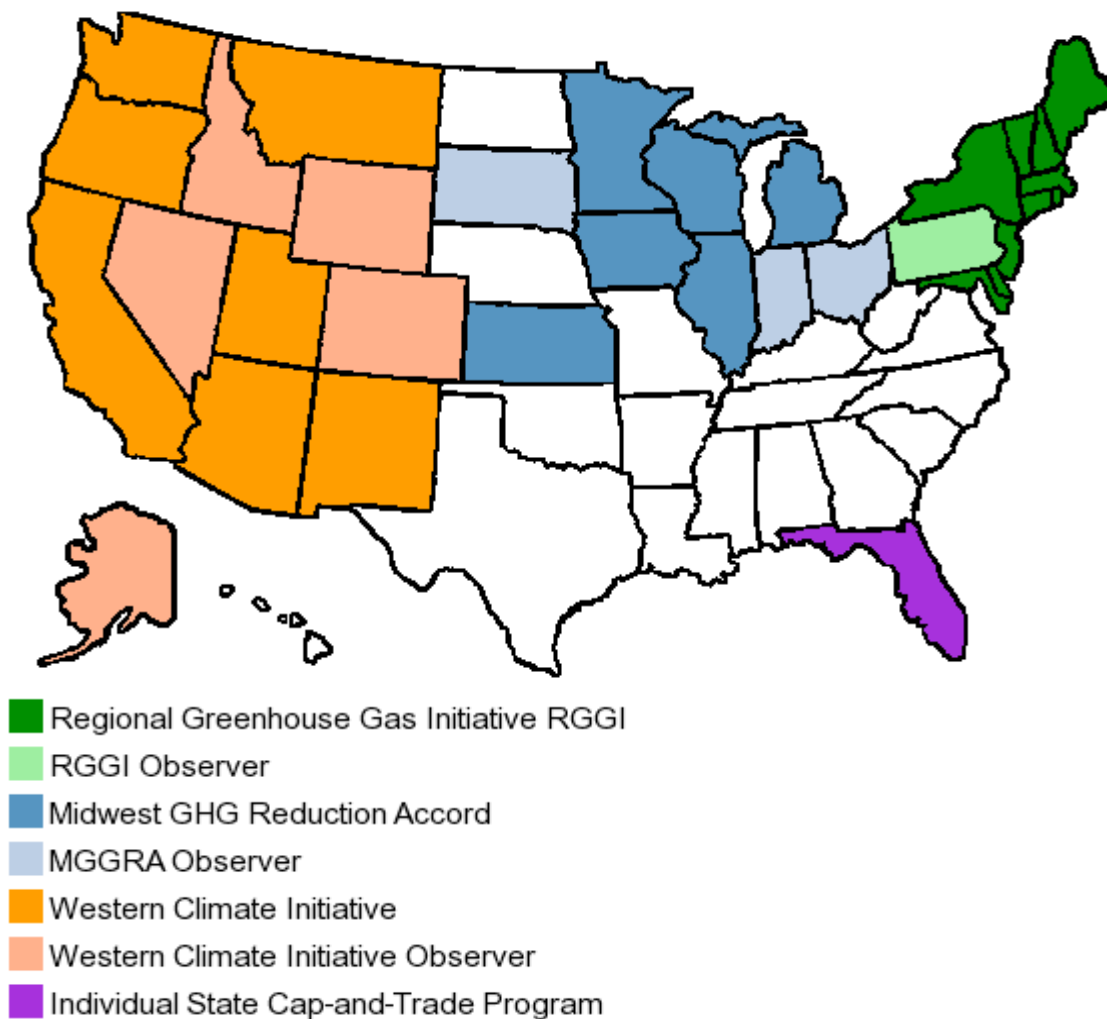 Regional Greenhouse Gas Initiative RGGI
RGGI Observer
Midwest GHG Reduction Accord
MGGRA Observer
Western Climate Initiative
Western Climate Initiative Observer
Individual State Cap-and-Trade Program